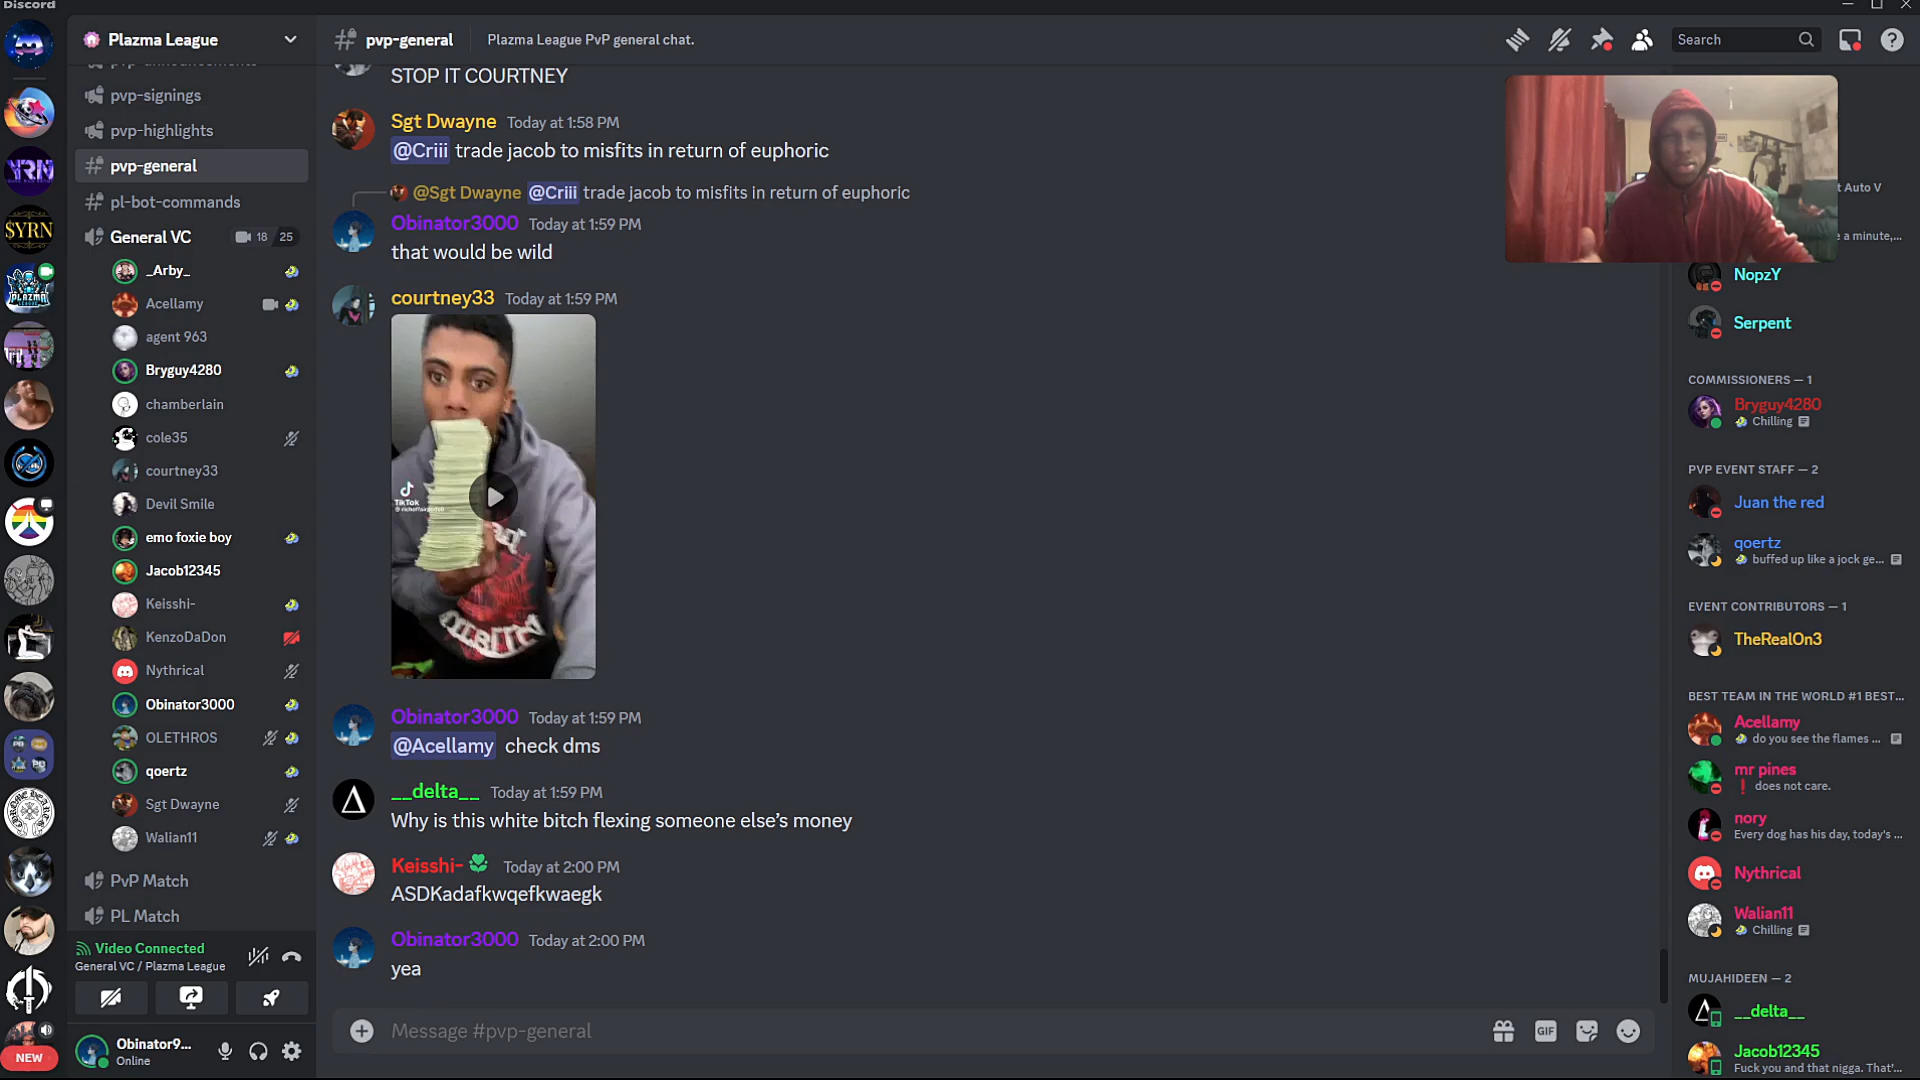 Discord
Plazma League
pvp-general
Plazma League PvP general chat.
Search
pvp-announcements
pvp-signings
pvp-highlights
pvp-general
pl-bot-commands
General VC
18
25
_Arby_
Acellamy
agent 963
Bryguy4280
chamberlain
cole35
courtney33
Devil Smile
emo foxie boy
Jacob12345
Keisshi-
KenzoDaDon
Nythrical
Obinator3000
OLETHROS
qoertz
Sgt Dwayne
Walian11
PvP Match
PL Match
Video Connected
General VC / Plazma League
Obinator9...
Online
YRN
$YRN
PLAZMA
NEW
STOP IT COURTNEY
Sgt Dwayne Today at 1:58 PM
@Criii trade jacob to misfits in return of euphoric
@Sgt Dwayne @Criii trade jacob to misfits in return of euphoric
Obinator3000 Today at 1:59 PM
that would be wild
courtney33 Today at 1:59 PM
TikTok
Obinator3000 Today at 1:59 PM
@Acellamy check dms
__delta__ Today at 1:59 PM
Why is this white bitch flexing someone else's money
Keisshi- Today at 2:00 PM
ASDKadafkwqefkwaegk
Obinator3000 Today at 2:00 PM
yea
Message #pvp-general
GIF
t Auto V
e a minute,...
NopzY
Serpent
COMMISSIONERS — 1
Bryguy4280
Chilling
PVP EVENT STAFF — 2
Juan the red
qoertz
buffed up like a jock ge...
EVENT CONTRIBUTORS — 1
TheRealOn3
BEST TEAM IN THE WORLD #1 BEST...
Acellamy
do you see the flames ...
mr pines
does not care.
nory
Every dog has his day, today's ...
Nythrical
Walian11
Chilling
MUJAHIDEEN — 2
__delta__
Jacob12345
Fuck you and that nigga. That'...